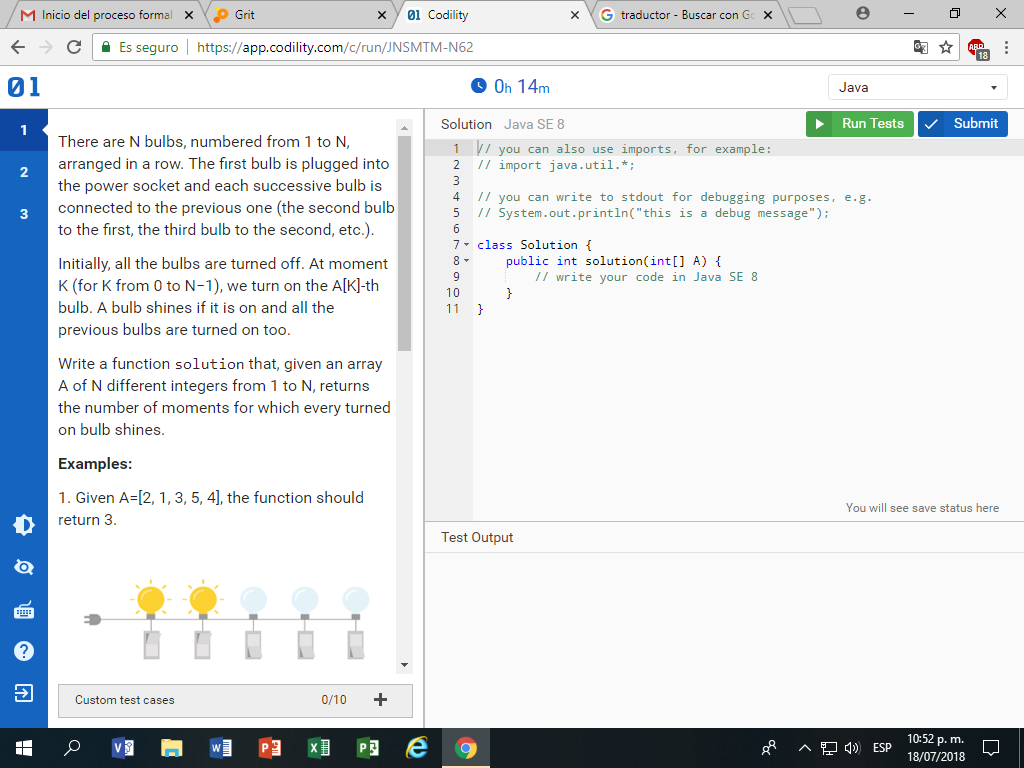 Inicio del proceso formal
Grit
Codility
traductor - Buscar con Go
Es seguro
https://app.codility.com/c/run/JNSMTM-N62
ABP
18
0h 14m
Java
1
2
3
There are N bulbs, numbered from 1 to N,
arranged in a row. The first bulb is plugged into
the power socket and each successive bulb is
connected to the previous one (the second bulb
to the first, the third bulb to the second, etc.).
Initially, all the bulbs are turned off. At moment
K (for K from 0 to N−1), we turn on the A[K]-th
bulb. A bulb shines if it is on and all the
previous bulbs are turned on too.
Write a function solution that, given an array
A of N different integers from 1 to N, returns
the number of moments for which every turned
on bulb shines.
Examples:
1. Given A=[2, 1, 3, 5, 4], the function should
return 3.
Custom test cases 0/10 +
Solution Java SE 8
Run Tests
Submit
1 // you can also use imports, for example:
2 // import java.util.*;
3
4 // you can write to stdout for debugging purposes, e.g.
5 // System.out.println("this is a debug message");
6
7 class Solution {
8 public int solution(int[] A) {
9 // write your code in Java SE 8
10 }
11 }
You will see save status here
Test Output
ESP
10:52 p. m.
18/07/2018